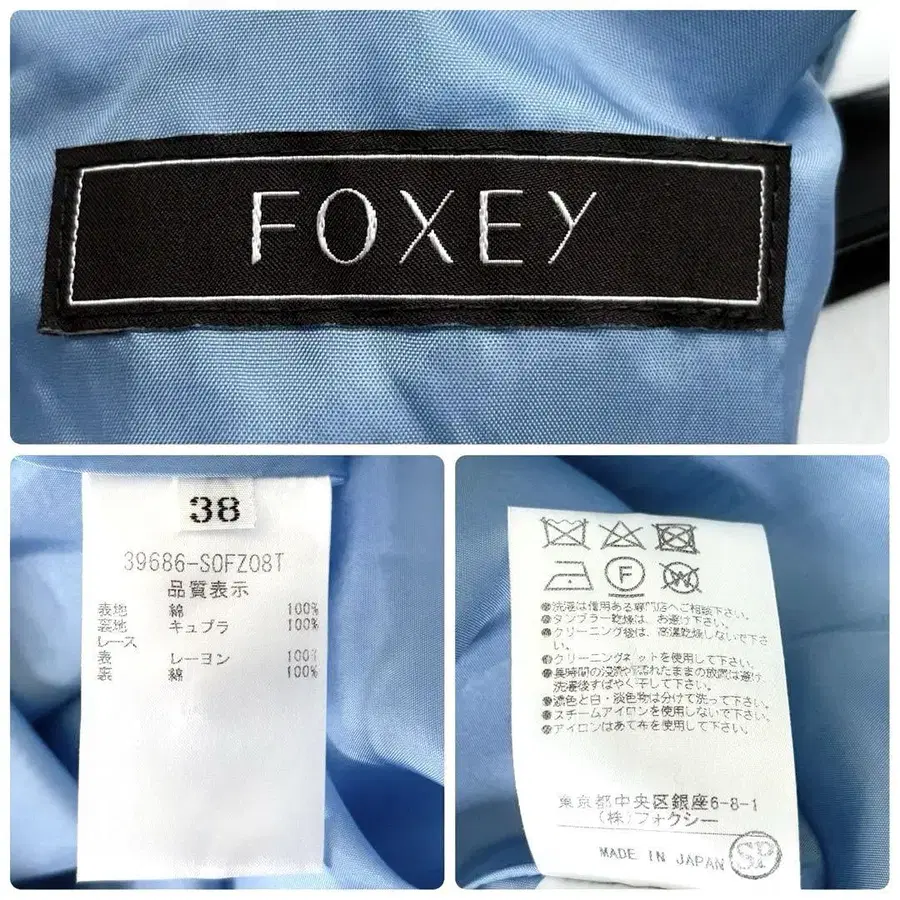 FOXEY
38
39686-SOFZ08T
品質表示
表地 綿 100%
裏地 キュプラ 100%
レース
表 レーヨン 100%
裏 綿 100%
F
W
●洗濯は信用ある専門店へご相談下さい。
●タンブラー乾燥は、お避け下さい。
●クリーニング後は、高温乾燥しないで下さい。
●クリーニングネットを使用して下さい。
●長時間の浸漬や濡れたままの放置は避け
洗濯後すばやく干して下さい。
●濃色と白・淡色物は分けて洗って下さい。
●スチームアイロンを使用しないで下さい。
●アイロンはあて布を使用して下さい。
東京都中央区銀座6-8-1
(株)フォクシー
MADE IN JAPAN SP